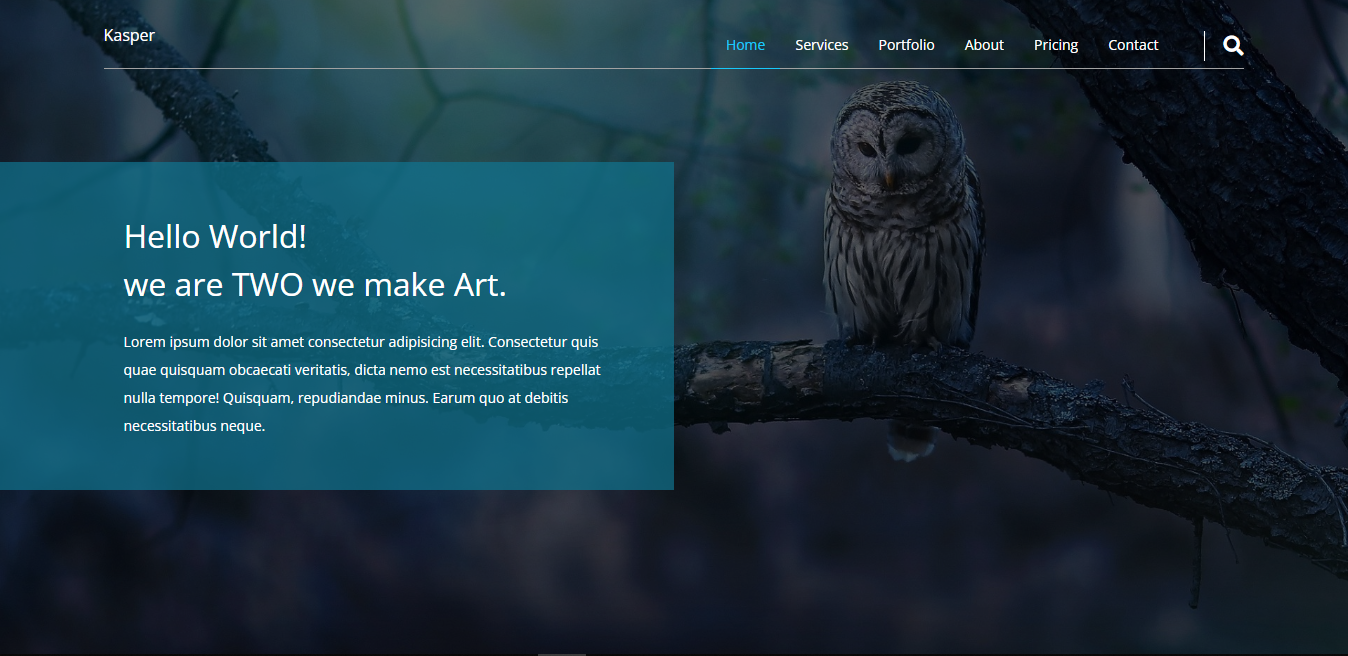 Kasper
Home Services Portfolio About Pricing Contact
Hello World!
we are TWO we make Art.
Lorem ipsum dolor sit amet consectetur adipisicing elit. Consectetur quis
quae quisquam obcaecati veritatis, dicta nemo est necessitatibus repellat
nulla tempore! Quisquam, repudiandae minus. Earum quo at debitis
necessitatibus neque.